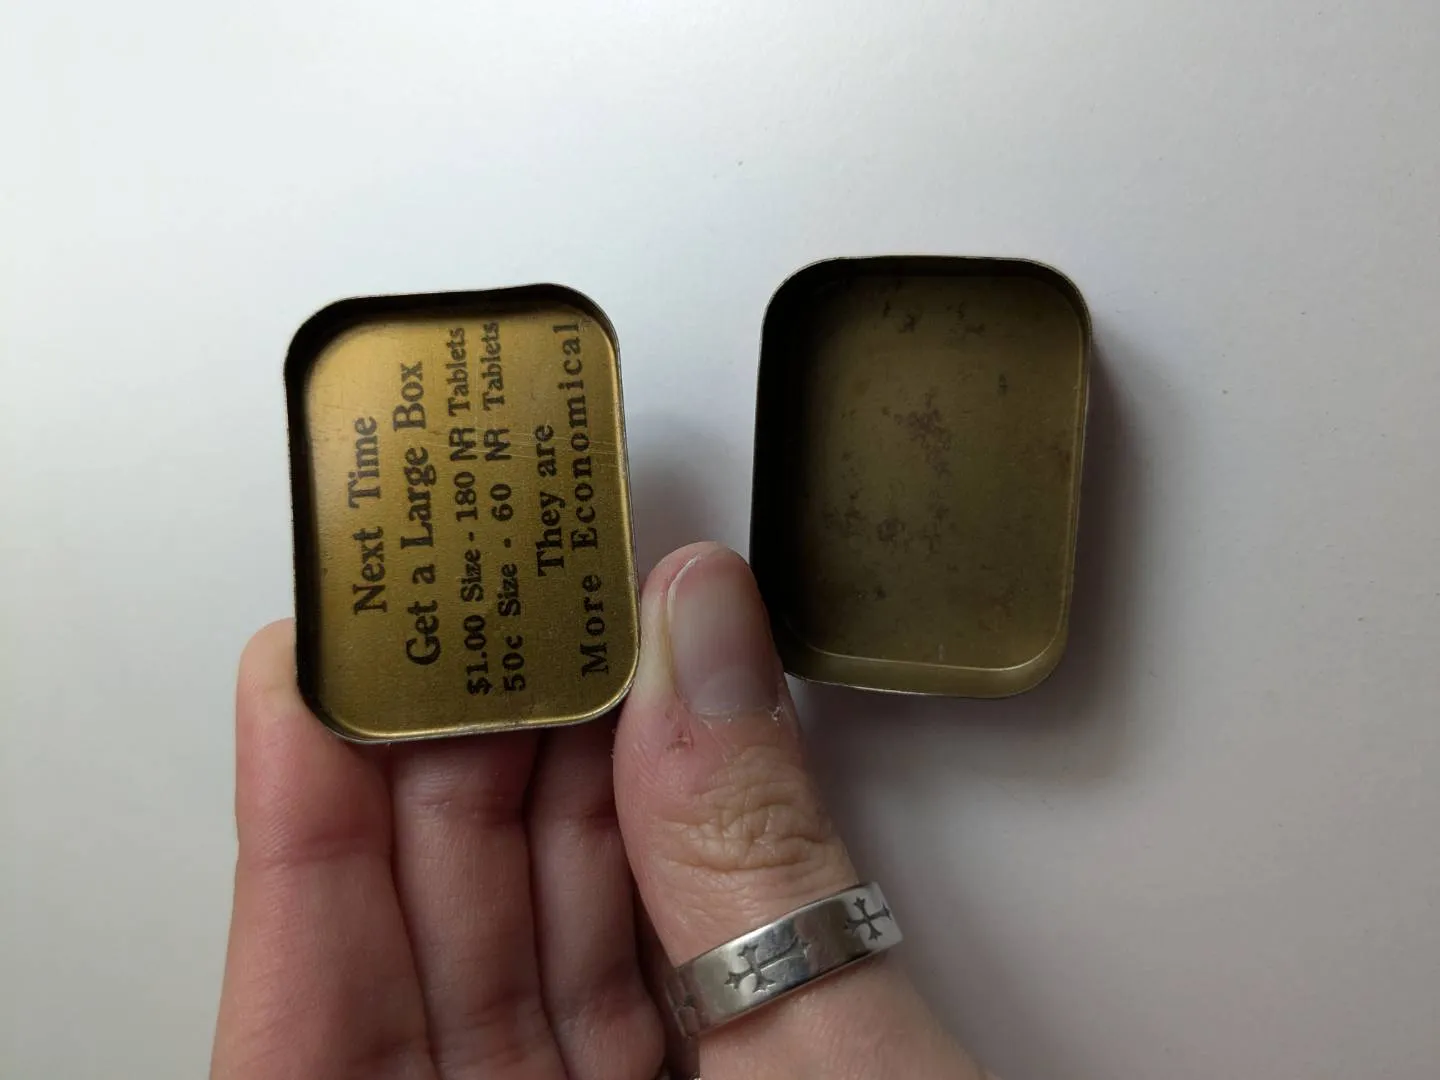 Next Time
Get a Large Box
$1.00 Size - 180 NR Tablets
50c Size - 60 NR Tablets
They are
More Economical